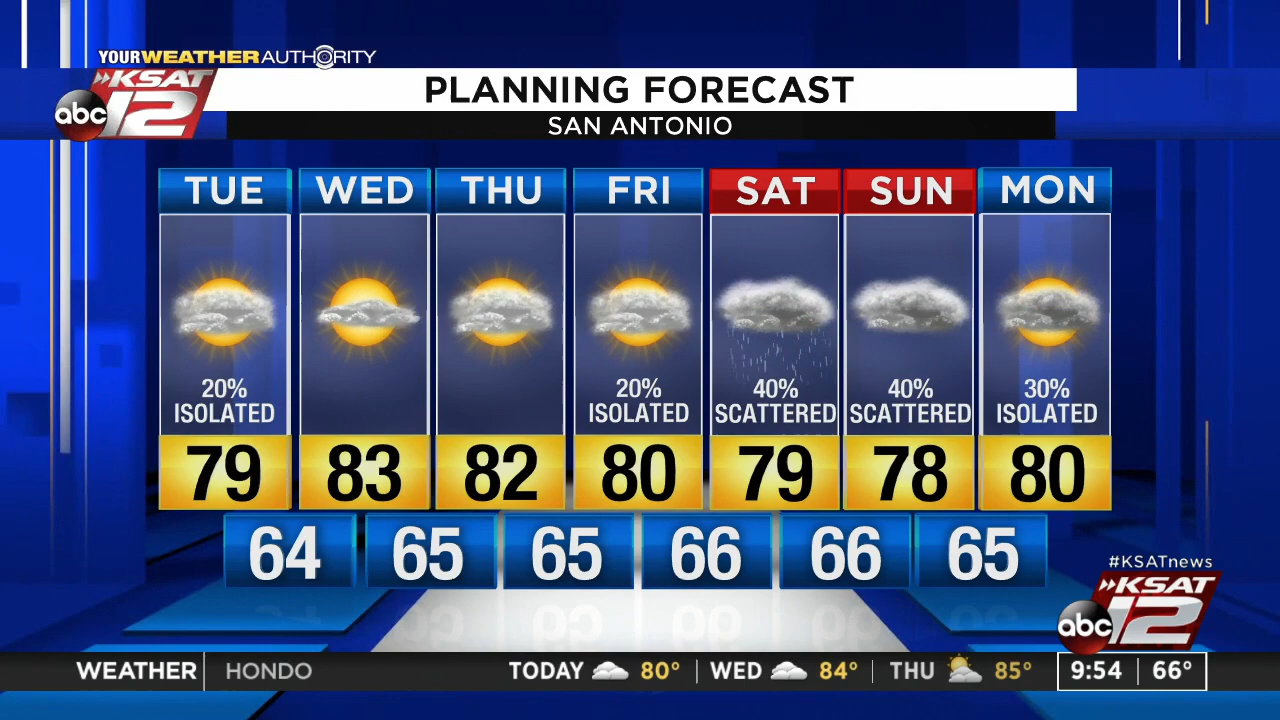 YOURWEATHERAUTHORITY
KSAT
abc 12
PLANNING FORECAST
SAN ANTONIO
TUE WED THU FRI SAT SUN MON
20% 20% 40% 40% 30%
ISOLATED ISOLATED SCATTERED SCATTERED ISOLATED
79 83 82 80 79 78 80
64 65 65 66 66 65
#KSATnews
KSAT
abc 12
WEATHER HONDO TODAY 80° WED 84° THU 85° 9:54 66°